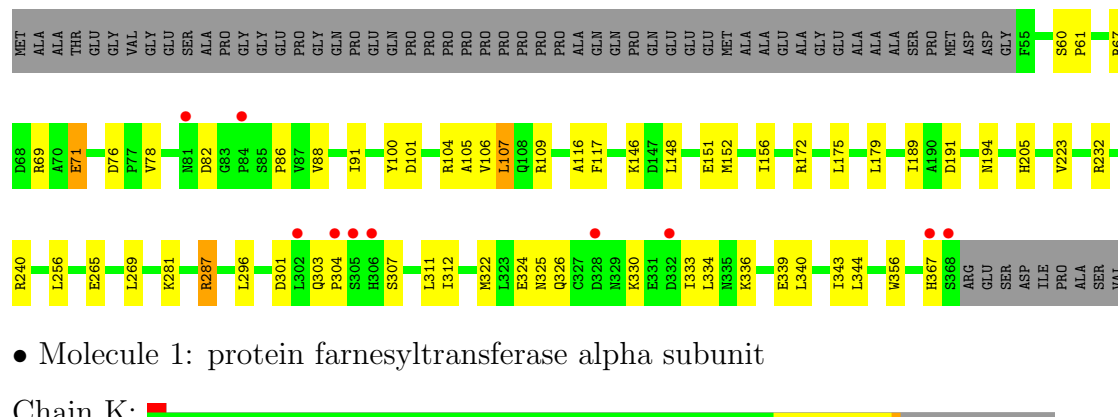 MET ALA ALA THR GLU GLY VAL GLY GLU SER ALA PRO GLY GLY GLU PRO GLY GLN PRO GLU GLN PRO PRO PRO PRO PRO PRO PRO PRO ALA GLN GLN PRO GLN GLU GLU GLU MET ALA ALA GLU ALA GLY GLU ALA ALA ALA SER PRO MET ASP ASP GLY F55 S60 P61
D68 R69 A70 E71 D76 P77 V78 N81 D82 G83 P84 S85 P86 V87 V88 I91 Y100 D101 R104 A105 V106 L107 Q108 R109 A116 F117 K146 D147 L148 E151 M152 I156 R172 L175 L179 I189 A190 D191 N194 H205 V223 R232
R240 L256 E265 L269 K281 R287 L296 D301 L302 Q303 P304 S305 H306 S307 L311 I312 M322 L323 E324 N325 Q326 C327 D328 N329 K330 E331 D332 I333 L334 N335 K336 E339 L340 I343 L344 W356 H367 S368 ARG GLU SER ASP ILE PRO ALA SER VAL
• Molecule 1: protein farnesyltransferase alpha subunit
Chain K: